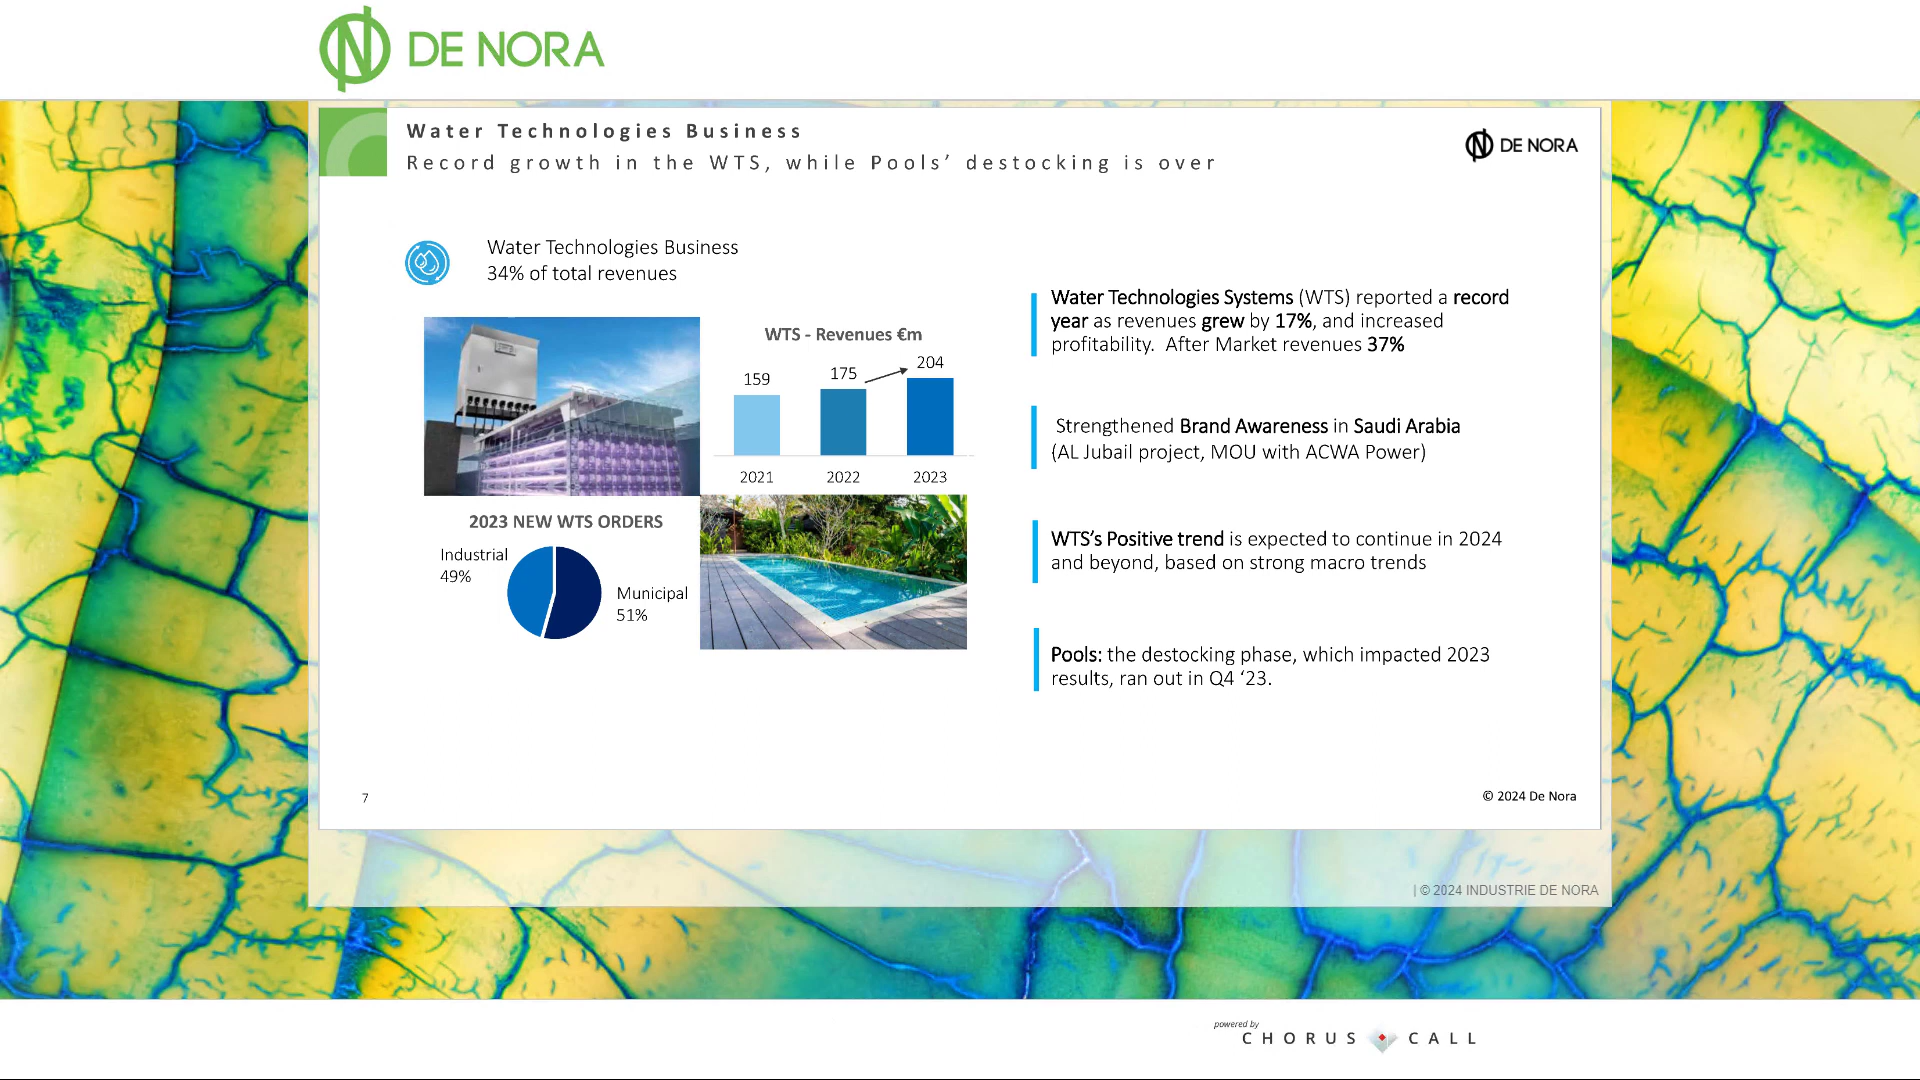 DE NORA
Water Technologies Business
Record growth in the WTS, while Pools’ destocking is over
DE NORA
Water Technologies Business
34% of total revenues
WTS - Revenues €m
159
175
204
2021
2022
2023
2023 NEW WTS ORDERS
Industrial
49%
Municipal
51%
Water Technologies Systems (WTS) reported a record
year as revenues grew by 17%, and increased
profitability. After Market revenues 37%
Strengthened Brand Awareness in Saudi Arabia
(AL Jubail project, MOU with ACWA Power)
WTS’s Positive trend is expected to continue in 2024
and beyond, based on strong macro trends
Pools: the destocking phase, which impacted 2023
results, ran out in Q4 ‘23.
7
© 2024 De Nora
| © 2024 INDUSTRIE DE NORA
powered by
CHORUS CALL